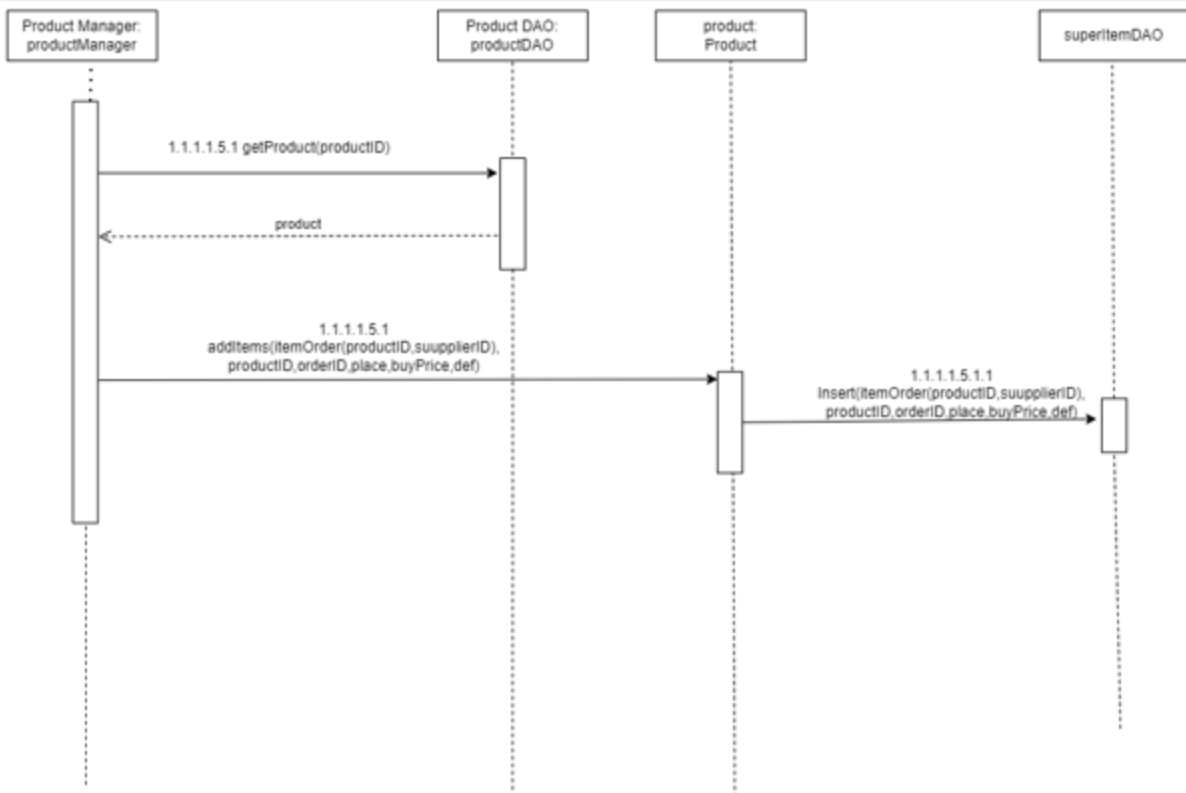 Product Manager:
productManager
Product DAO:
productDAO
product:
Product
superItemDAO
1.1.1.1.5.1 getProduct(productID)
product
1.1.1.1.5.1
addItems(itemOrder(productID,suupplierID),
productID,orderID,place,buyPrice,def)
1.1.1.1.5.1.1
Insert(itemOrder(productID,suupplierID),
productID,orderID,place,buyPrice,def)